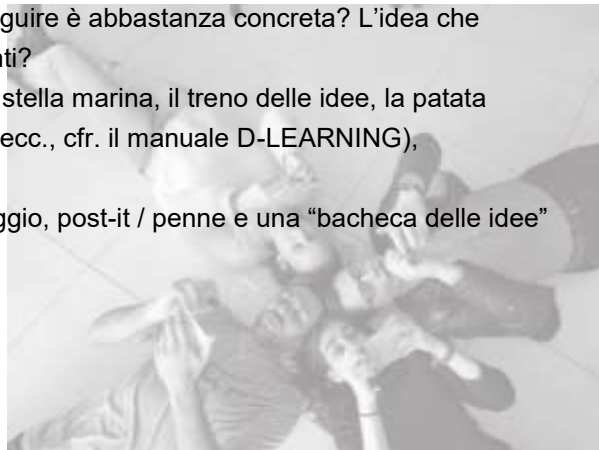 guire è abbastanza concreta? L’idea che
ti?
stella marina, il treno delle idee, la patata
ecc., cfr. il manuale D-LEARNING),
ggio, post-it / penne e una “bacheca delle idee”